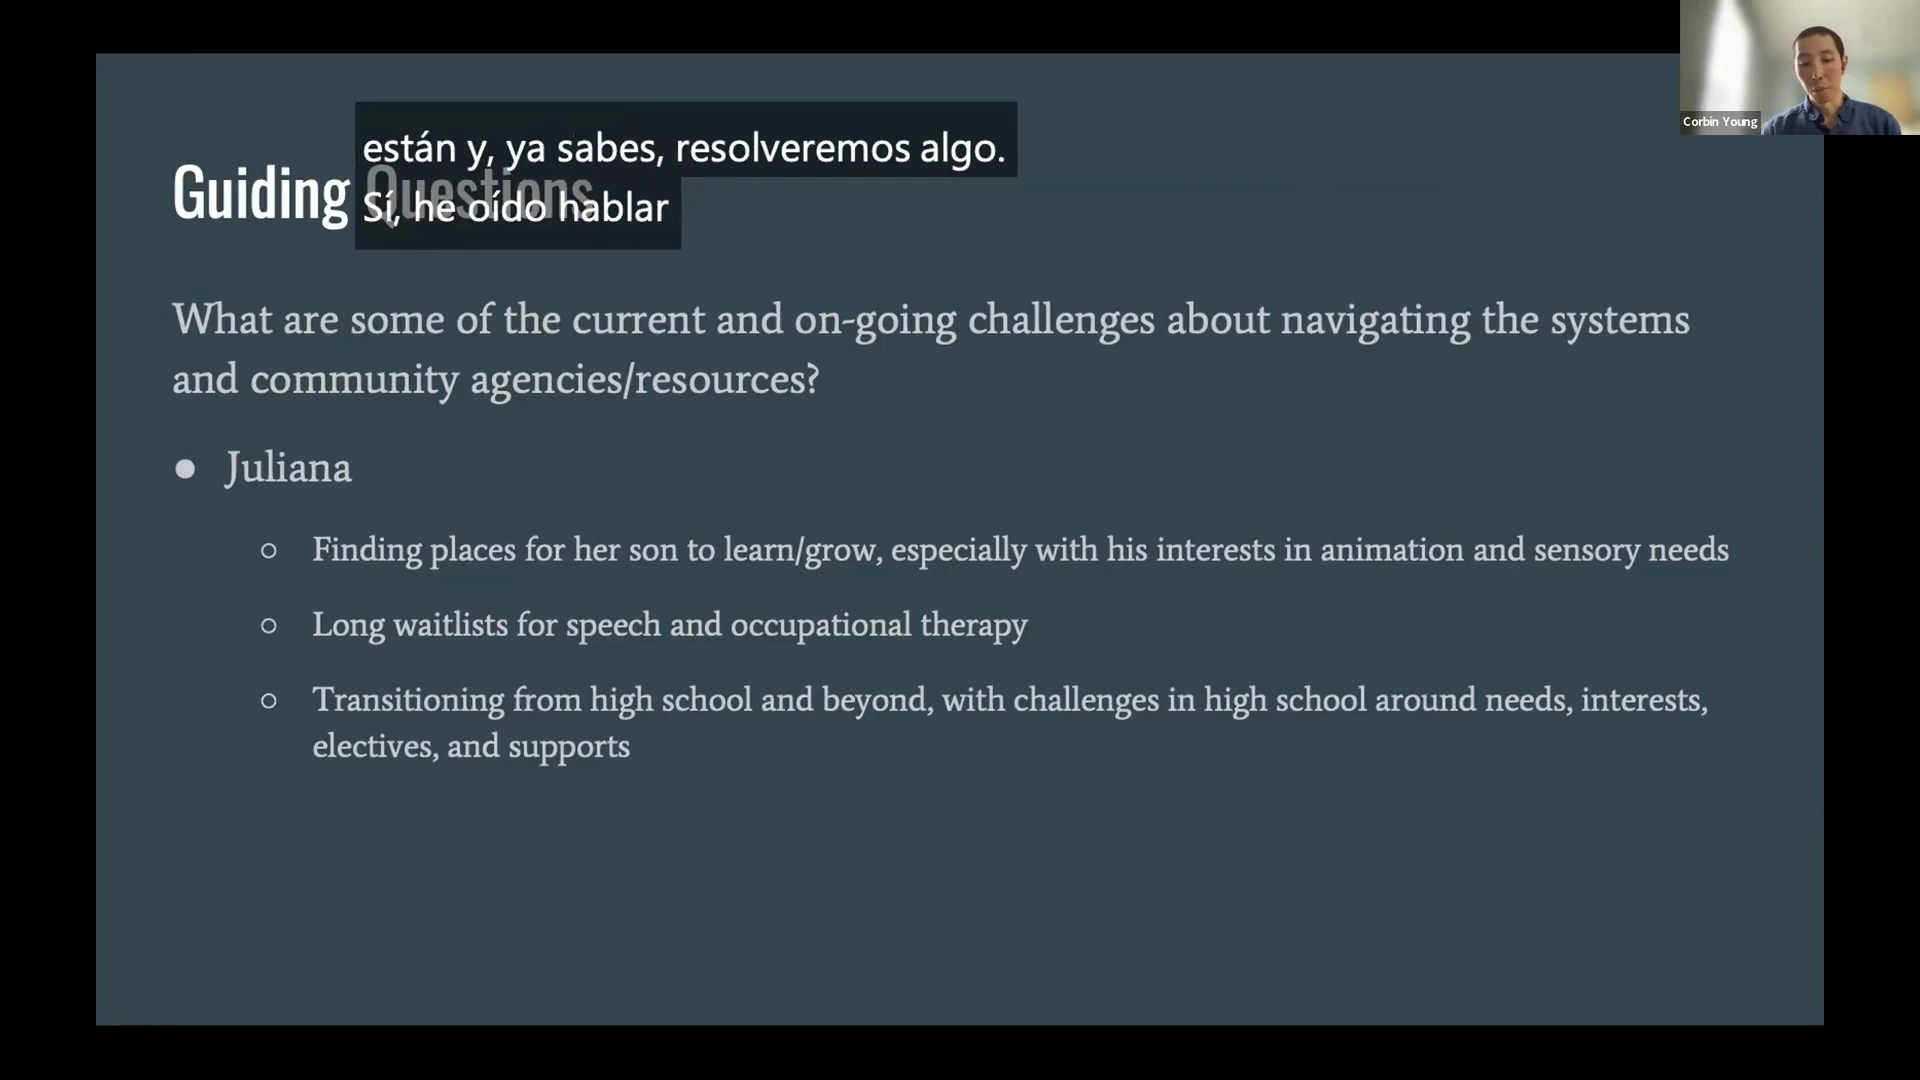 Corbin Young
están y, ya sabes, resolveremos algo.
Sí, he oído hablar
Guiding Questions
What are some of the current and on-going challenges about navigating the systems
and community agencies/resources?
● Juliana
○ Finding places for her son to learn/grow, especially with his interests in animation and sensory needs
○ Long waitlists for speech and occupational therapy
○ Transitioning from high school and beyond, with challenges in high school around needs, interests,
electives, and supports